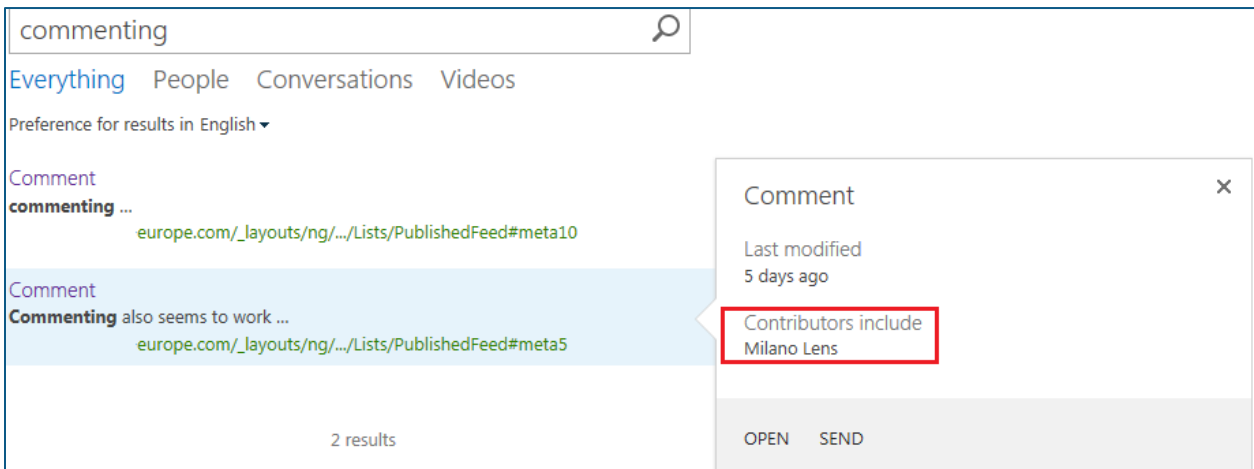 commenting
Everything People Conversations Videos
Preference for results in English
Comment
commenting ...
europe.com/_layouts/ng/.../Lists/PublishedFeed#meta10
Comment
Commenting also seems to work ...
europe.com/_layouts/ng/.../Lists/PublishedFeed#meta5
2 results
Comment
Last modified
5 days ago
Contributors include
Milano Lens
OPEN SEND